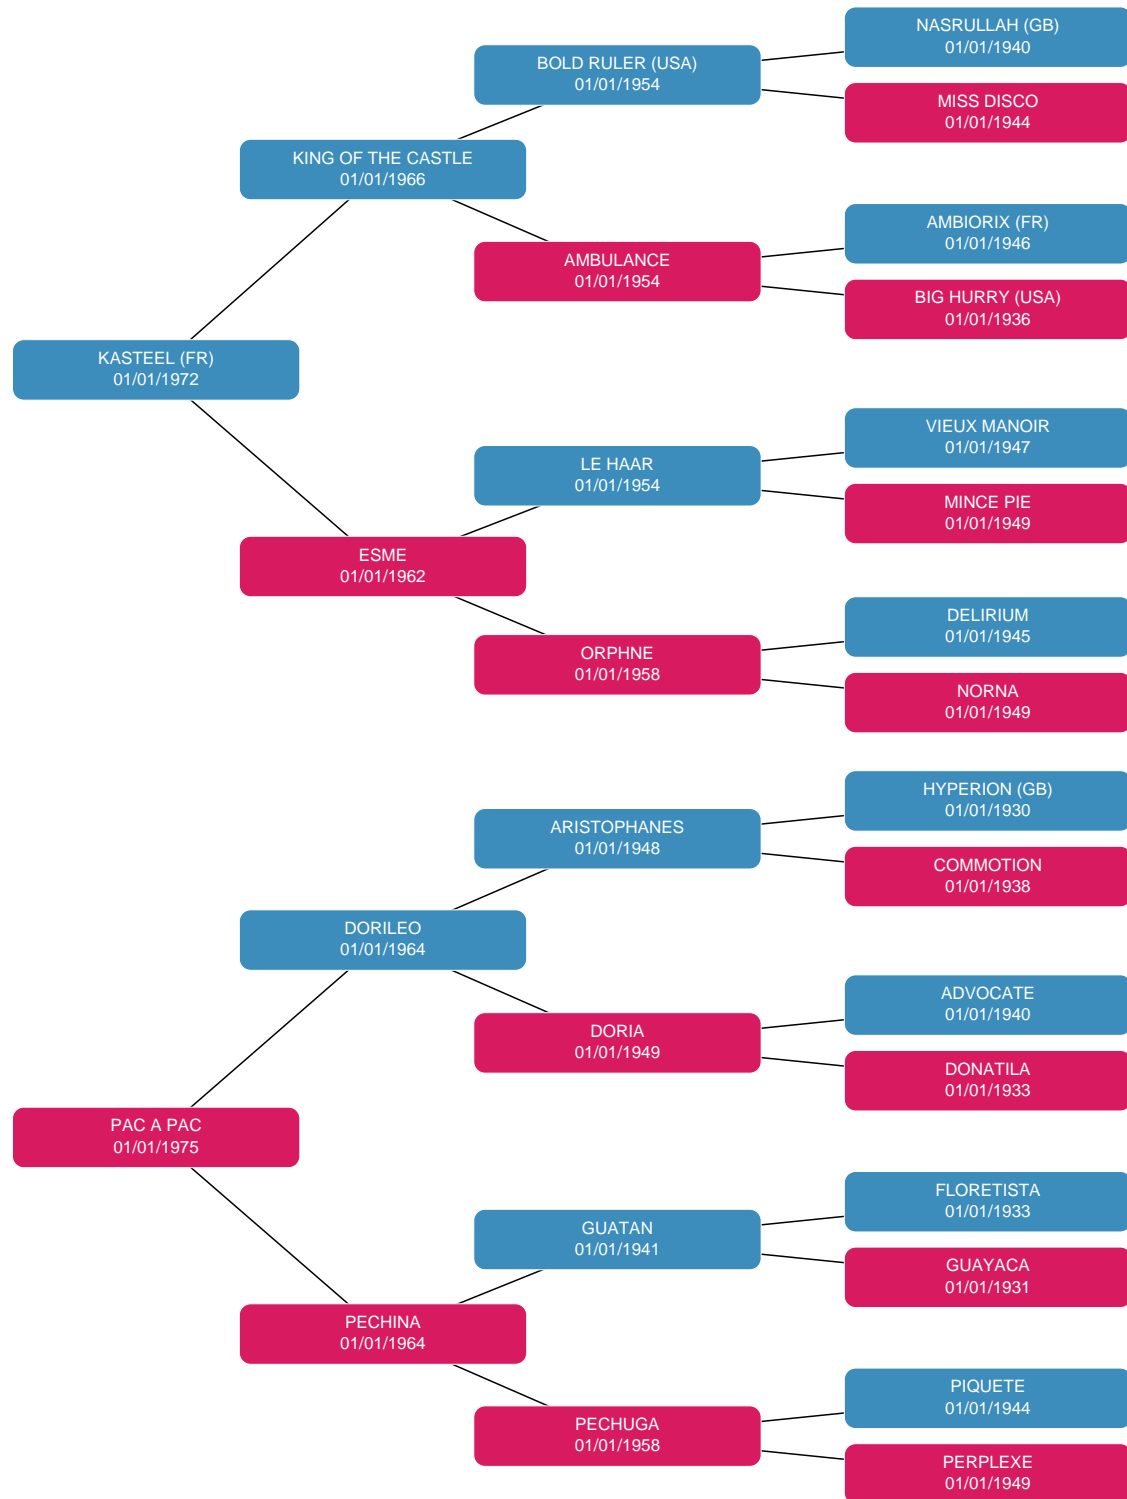 NASRULLAH (GB)
01/01/1940
BOLD RULER (USA)
01/01/1954
MISS DISCO
01/01/1944
KING OF THE CASTLE
01/01/1966
AMBIORIX (FR)
01/01/1946
AMBULANCE
01/01/1954
BIG HURRY (USA)
01/01/1936
KASTEEL (FR)
01/01/1972
VIEUX MANOIR
01/01/1947
LE HAAR
01/01/1954
MINCE PIE
01/01/1949
ESME
01/01/1962
DELIRIUM
01/01/1945
ORPHNE
01/01/1958
NORNA
01/01/1949
HYPERION (GB)
01/01/1930
ARISTOPHANES
01/01/1948
COMMOTION
01/01/1938
DORILEO
01/01/1964
ADVOCATE
01/01/1940
DORIA
01/01/1949
DONATILA
01/01/1933
PAC A PAC
01/01/1975
FLORETISTA
01/01/1933
GUATAN
01/01/1941
GUAYACA
01/01/1931
PECHINA
01/01/1964
PIQUETE
01/01/1944
PECHUGA
01/01/1958
PERPLEXE
01/01/1949